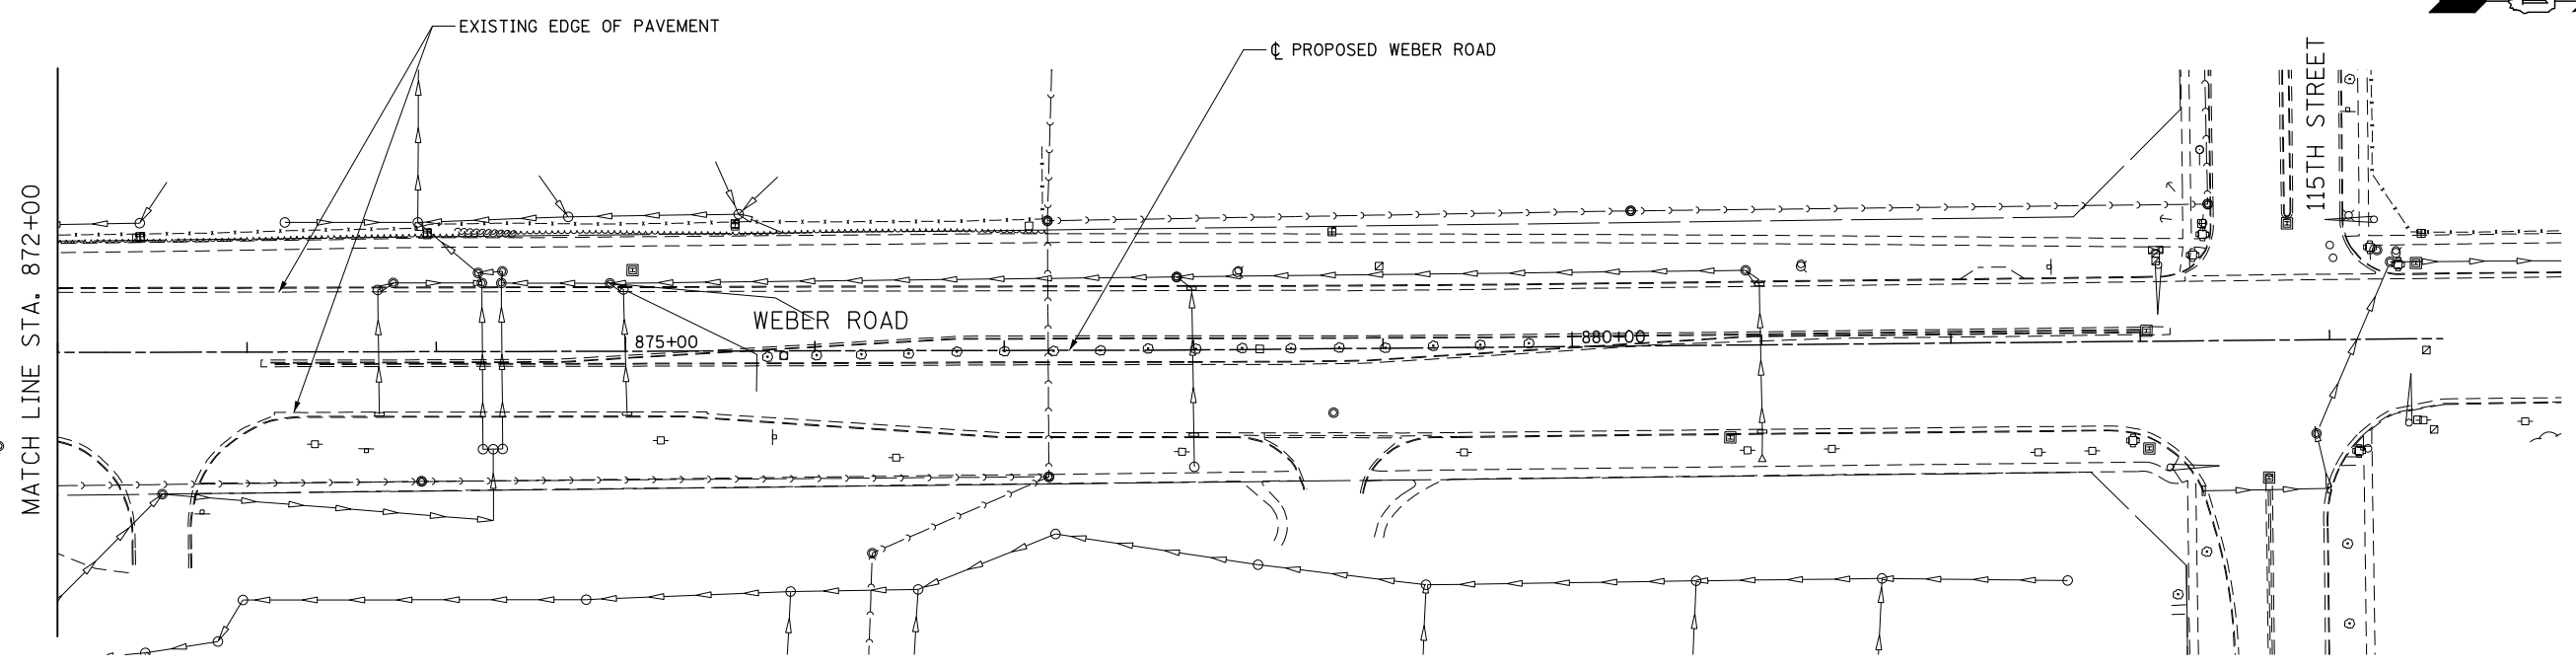 EXISTING EDGE OF PAVEMENT
℄ PROPOSED WEBER ROAD
115TH STREET
MATCH LINE STA. 872+00
WEBER ROAD
875+00
880+00